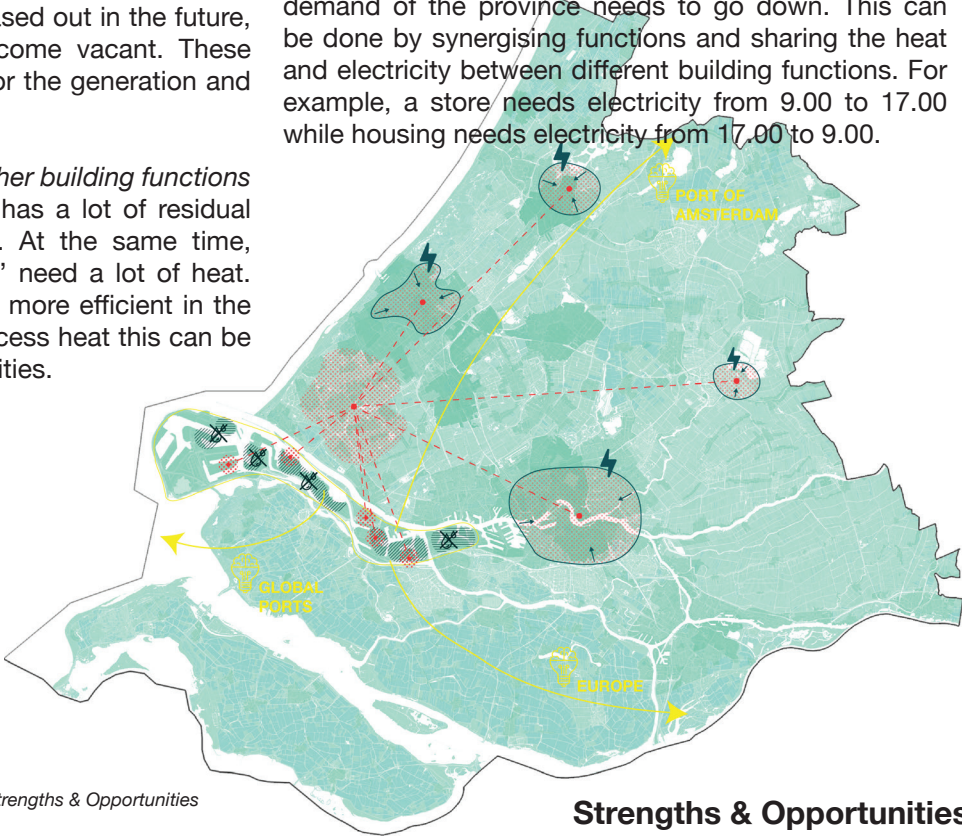 ased out in the future,
come vacant. These
or the generation and
her building functions
has a lot of residual
. At the same time,
’ need a lot of heat.
more efficient in the
cess heat this can be
ities.
demand of the province needs to go down. This can
be done by synergising functions and sharing the heat
and electricity between different building functions. For
example, a store needs electricity from 9.00 to 17.00
while housing needs electricity from 17.00 to 9.00.
PORT OF
AMSTERDAM
GLOBAL
PORTS
EUROPE
trengths & Opportunities
Strengths & Opportunities